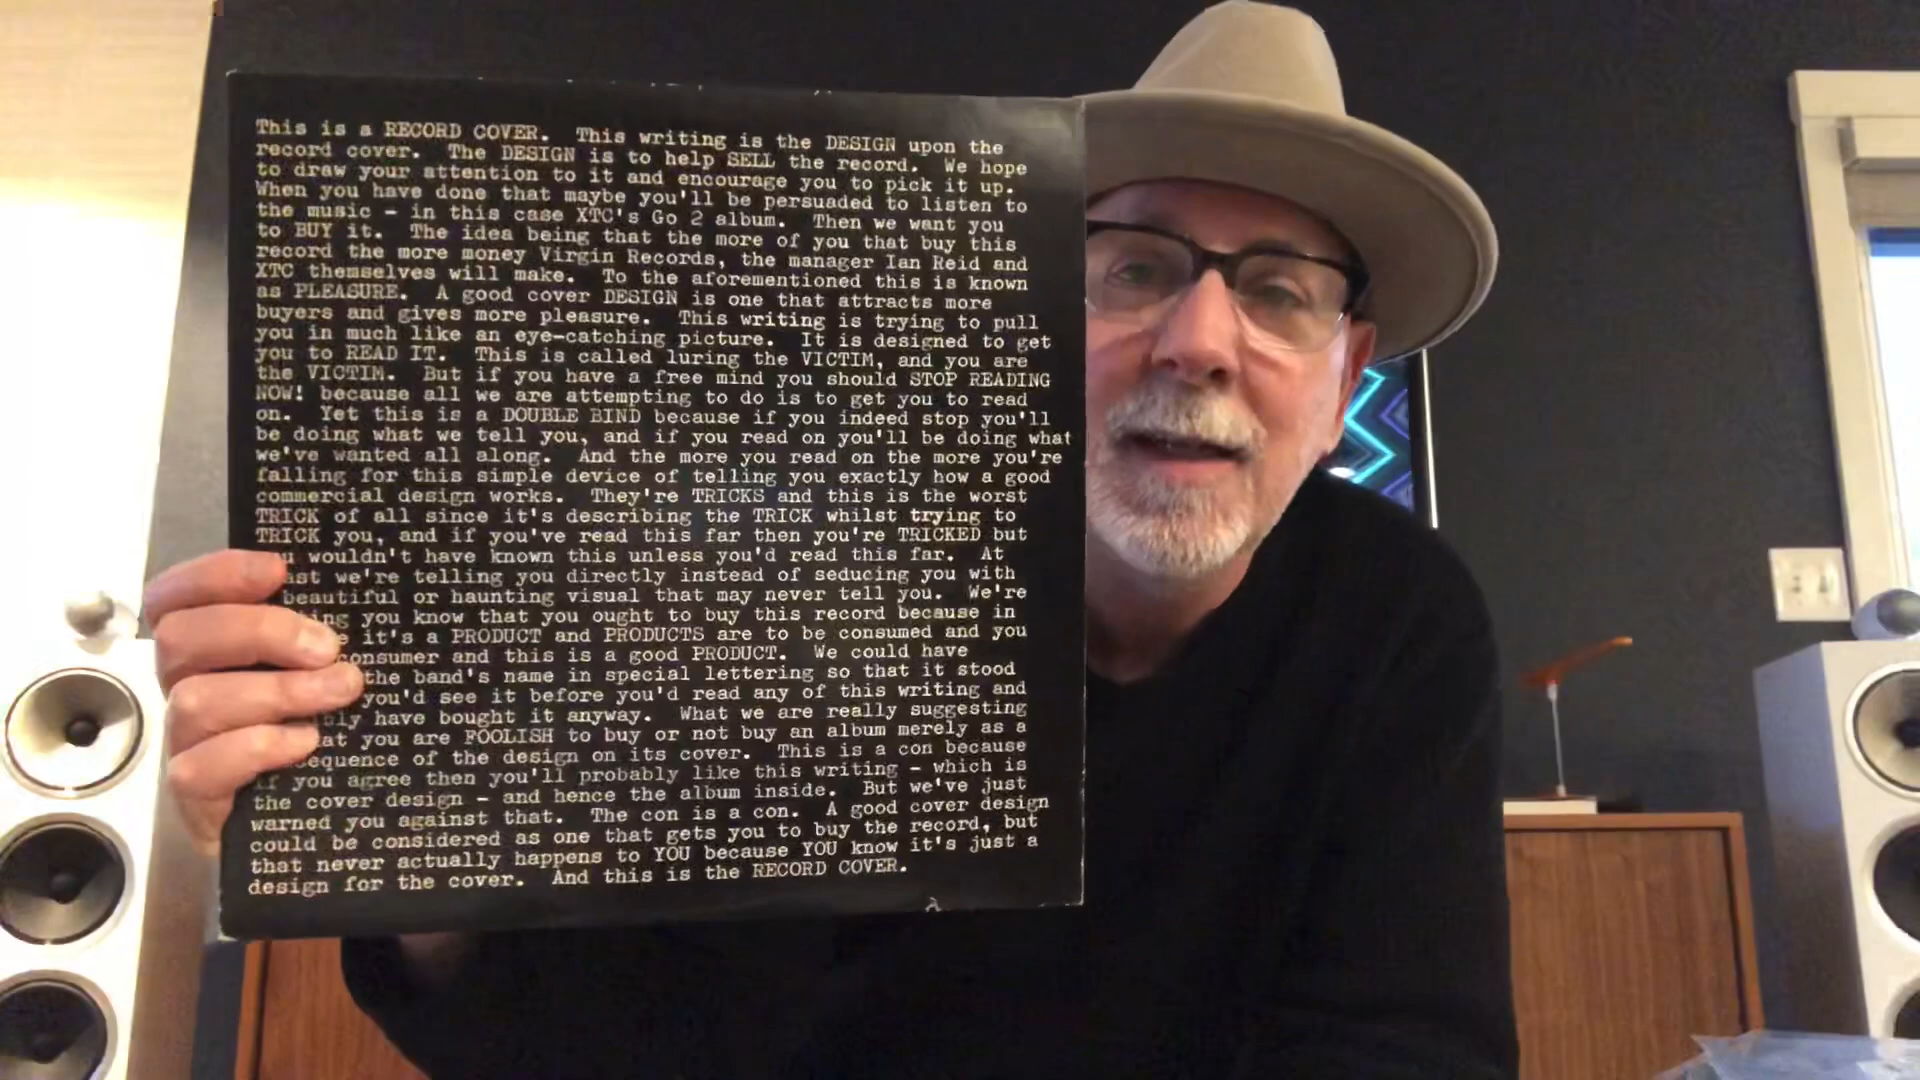 This is a RECORD COVER. This writing is the DESIGN upon the
record cover. The DESIGN is to help SELL the record. We hope
to draw your attention to it and encourage you to pick it up.
When you have done that maybe you'll be persuaded to listen to
the music - in this case XTC's Go 2 album. Then we want you
to BUY it. The idea being that the more of you that buy this
record the more money Virgin Records, the manager Ian Reid and
XTC themselves will make. To the aforementioned this is known
as PLEASURE. A good cover DESIGN is one that attracts more
buyers and gives more pleasure. This writing is trying to pull
you in much like an eye-catching picture. It is designed to get
you to READ IT. This is called luring the VICTIM, and you are
the VICTIM. But if you have a free mind you should STOP READING
NOW! because all we are attempting to do is to get you to read
on. Yet this is a DOUBLE BIND because if you indeed stop you'll
be doing what we tell you, and if you read on you'll be doing what
we've wanted all along. And the more you read on the more you're
falling for this simple device of telling you exactly how a good
commercial design works. They're TRICKS and this is the worst
TRICK of all since it's describing the TRICK whilst trying to
TRICK you, and if you've read this far then you're TRICKED but
wouldn't have known this unless you'd read this far. At
we're telling you directly instead of seducing you with
beautiful or haunting visual that may never tell you. We're
you know that you ought to buy this record because in
it's a PRODUCT and PRODUCTS are to be consumed and you
consumer and this is a good PRODUCT. We could have
the band's name in special lettering so that it stood
you'd see it before you'd read any of this writing and
have bought it anyway. What we are really suggesting
you are FOOLISH to buy or not buy an album merely as a
of the design on its cover. This is a con because
if you agree then you'll probably like this writing - which is
the cover design - and hence the album inside. But we've just
warned you against that. The con is a con. A good cover design
could be considered as one that gets you to buy the record, but
that never actually happens to YOU because YOU know it's just a
design for the cover. And this is the RECORD COVER.